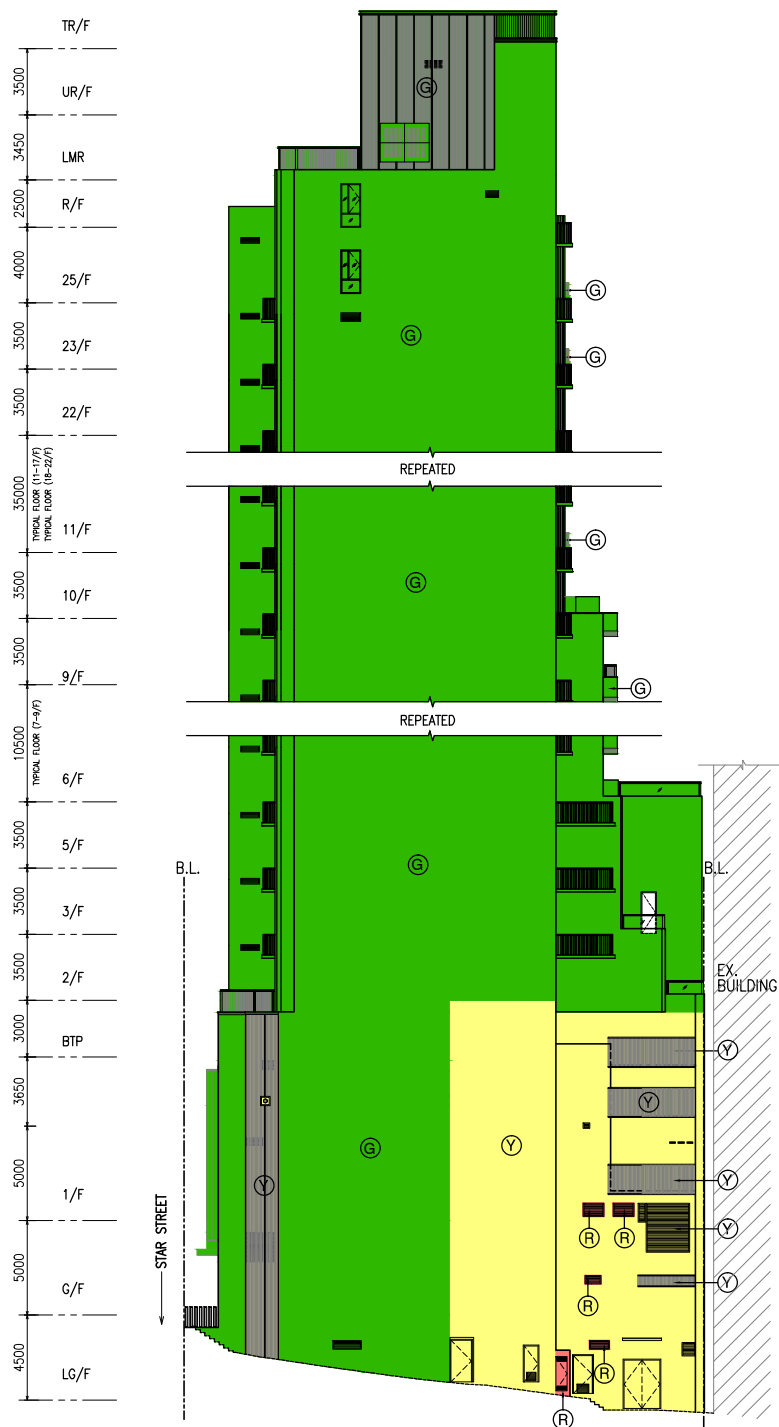 TR/F
3500
UR/F
3450
LMR
2500
R/F
4000
25/F
3500
23/F
3500
22/F
35000
TYPICAL FLOOR (11-17/F)
TYPICAL FLOOR (18-22/F)
11/F
3500
10/F
3500
9/F
10500
TYPICAL FLOOR (7-9/F)
6/F
3500
5/F
3500
3/F
3500
2/F
3000
BTP
3650
5000
1/F
5000
G/F
4500
LG/F
G
G
G
G
REPEATED
G
G
G
REPEATED
G
B.L.
B.L.
EX.
BUILDING
Y
Y
G
Y
Y
Y
R
R
Y
Y
R
R
R
STAR STREET